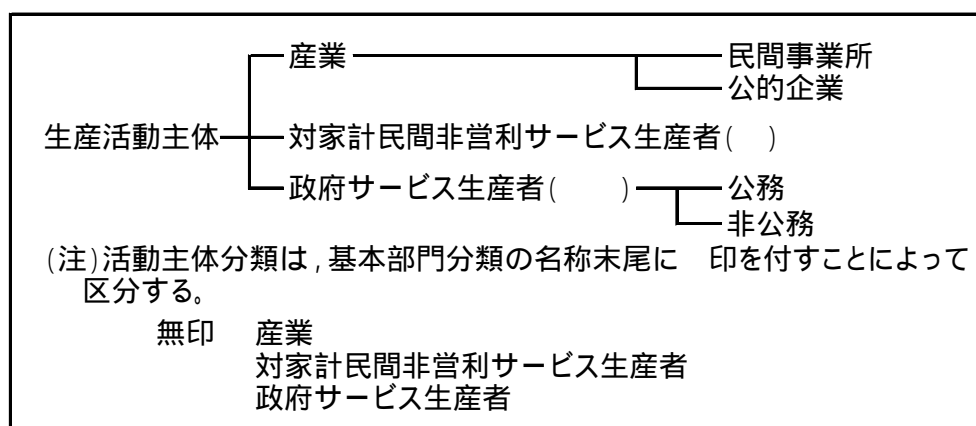 産業 民間事業所
公的企業
生産活動主体 対家計民間非営利サービス生産者( )
政府サービス生産者( ) 公務
非公務
(注)活動主体分類は,基本部門分類の名称末尾に 印を付すことによって
区分する。
無印 産業
対家計民間非営利サービス生産者
政府サービス生産者